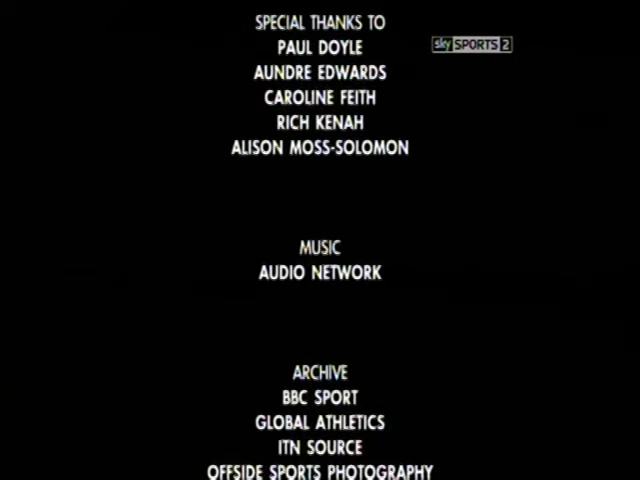 SPECIAL THANKS TO
PAUL DOYLE
sky SPORTS 2
AUNDRE EDWARDS
CAROLINE FEITH
RICH KENAH
ALISON MOSS-SOLOMON
MUSIC
AUDIO NETWORK
ARCHIVE
BBC SPORT
GLOBAL ATHLETICS
ITN SOURCE
OFFSIDE SPORTS PHOTOGRAPHY